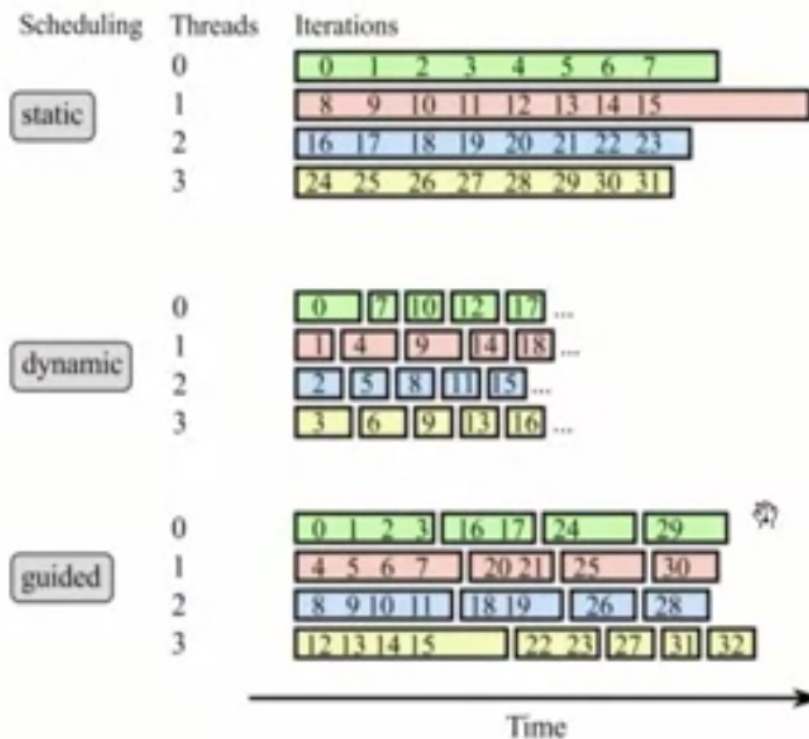 Scheduling Threads Iterations
static
0 0 1 2 3 4 5 6 7
1 8 9 10 11 12 13 14 15
2 16 17 18 19 20 21 22 23
3 24 25 26 27 28 29 30 31
dynamic
0 0 7 10 12 17 ...
1 1 4 9 14 18 ...
2 2 5 8 11 15 ...
3 3 6 9 13 16 ...
guided
0 0 1 2 3 16 17 24 29
1 4 5 6 7 20 21 25 30
2 8 9 10 11 18 19 26 28
3 12 13 14 15 22 23 27 31 32
Time